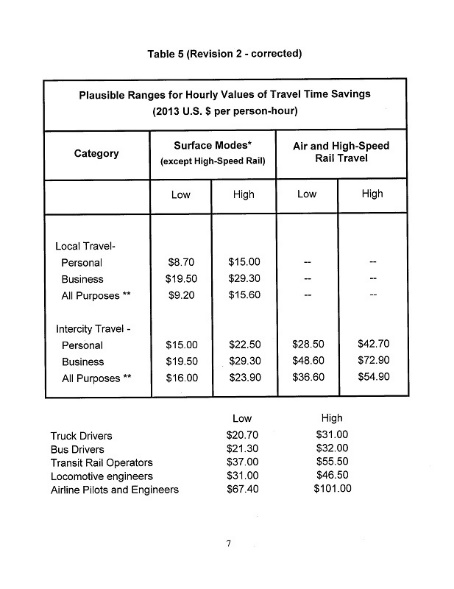 Table 5 (Revision 2 - corrected)
Plausible Ranges for Hourly Values of Travel Time Savings
(2013 U.S. $ per person-hour)
Category Surface Modes* (except High-Speed Rail) Air and High-Speed Rail Travel
Low High Low High
Local Travel-
Personal $8.70 $15.00 -- --
Business $19.50 $29.30 -- --
All Purposes ** $9.20 $15.60 -- --
Intercity Travel -
Personal $15.00 $22.50 $28.50 $42.70
Business $19.50 $29.30 $48.60 $72.90
All Purposes ** $16.00 $23.90 $36.60 $54.90
Low High
Truck Drivers $20.70 $31.00
Bus Drivers $21.30 $32.00
Transit Rail Operators $37.00 $55.50
Locomotive engineers $31.00 $46.50
Airline Pilots and Engineers $67.40 $101.00
7